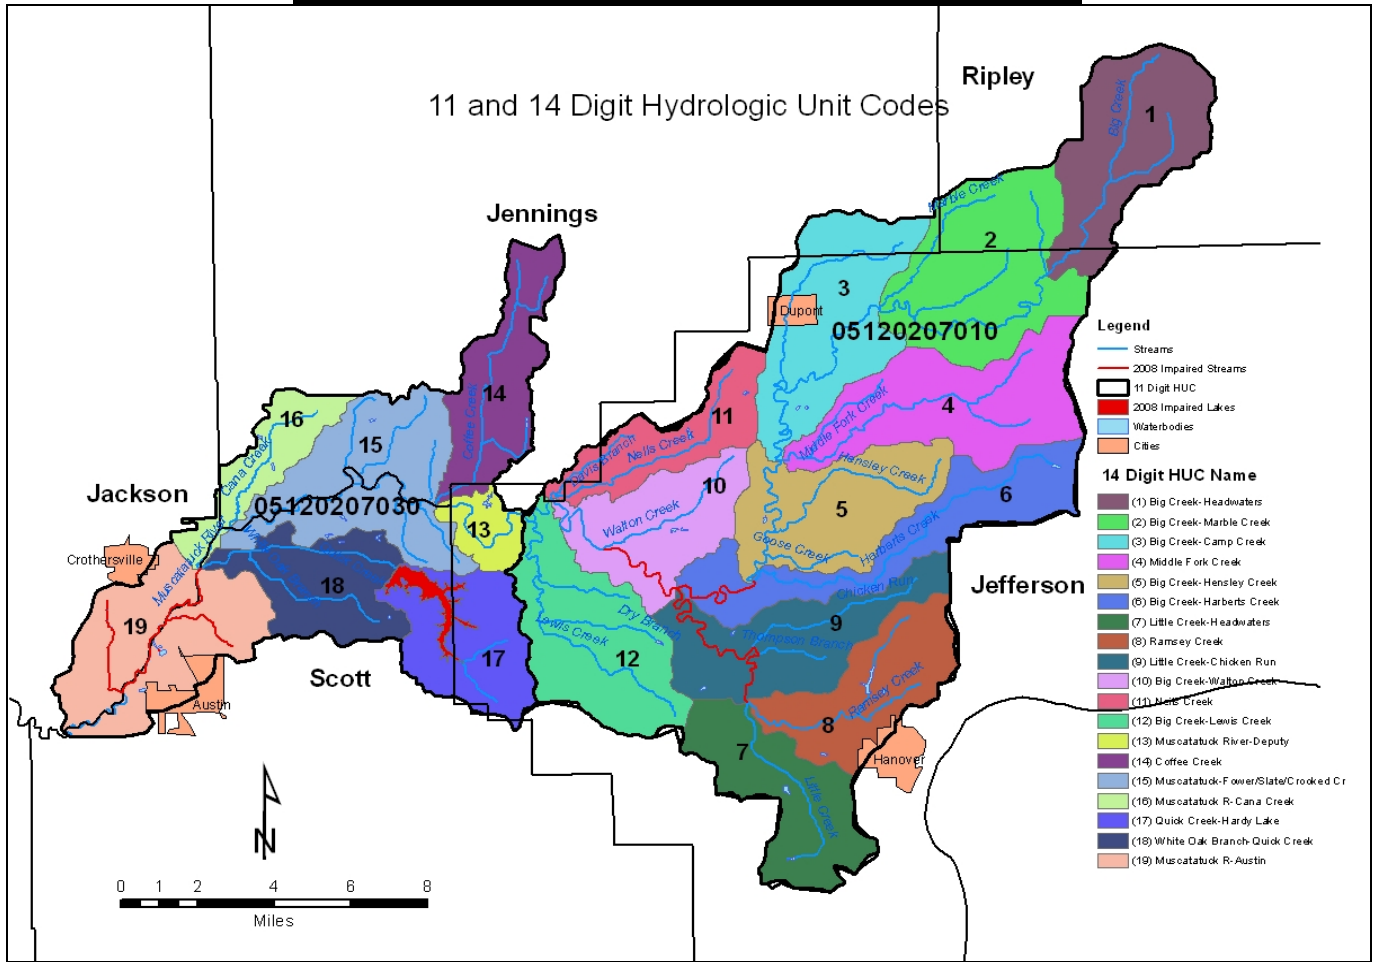 11 and 14 Digit Hydrologic Unit Codes
Ripley
Big Creek
1
Jennings
Marble Creek
2
3
Dupont
05120207010
14
Coffee Creek
11
Middle Fork Creek
4
16
15
Davis Branch
Nells Creek
Cana Creek
Hensley Creek
Jackson
05120207030
10
5
6
Walton Creek
13
Harberts Creek
Goose Creek
Crothersville
Muscatatuck River
18
Chicken Run
Jefferson
19
Dry Branch
Lewis Creek
Thompson Branch
9
12
17
Scott
Ramsey Creek
Austin
8
7
Hanover
Little Creek
N
0 1 2 4 6 8
Miles
Legend
Streams
2008 Impaired Streams
11 Digit HUC
2008 Impaired Lakes
Waterbodies
Cities
14 Digit HUC Name
(1) Big Creek-Headwaters
(2) Big Creek-Marble Creek
(3) Big Creek-Camp Creek
(4) Middle Fork Creek
(5) Big Creek-Hensley Creek
(6) Big Creek-Harberts Creek
(7) Little Creek-Headwaters
(8) Ramsey Creek
(9) Little Creek-Chicken Run
(10) Big Creek-Walton Creek
(11) Nells Creek
(12) Big Creek-Lewis Creek
(13) Muscatatuck River-Deputy
(14) Coffee Creek
(15) Muscatatuck-Fower/Slate/Crooked Cr
(16) Muscatatuck R-Cana Creek
(17) Quick Creek-Hardy Lake
(18) White Oak Branch-Quick Creek
(19) Muscatatuck R-Austin